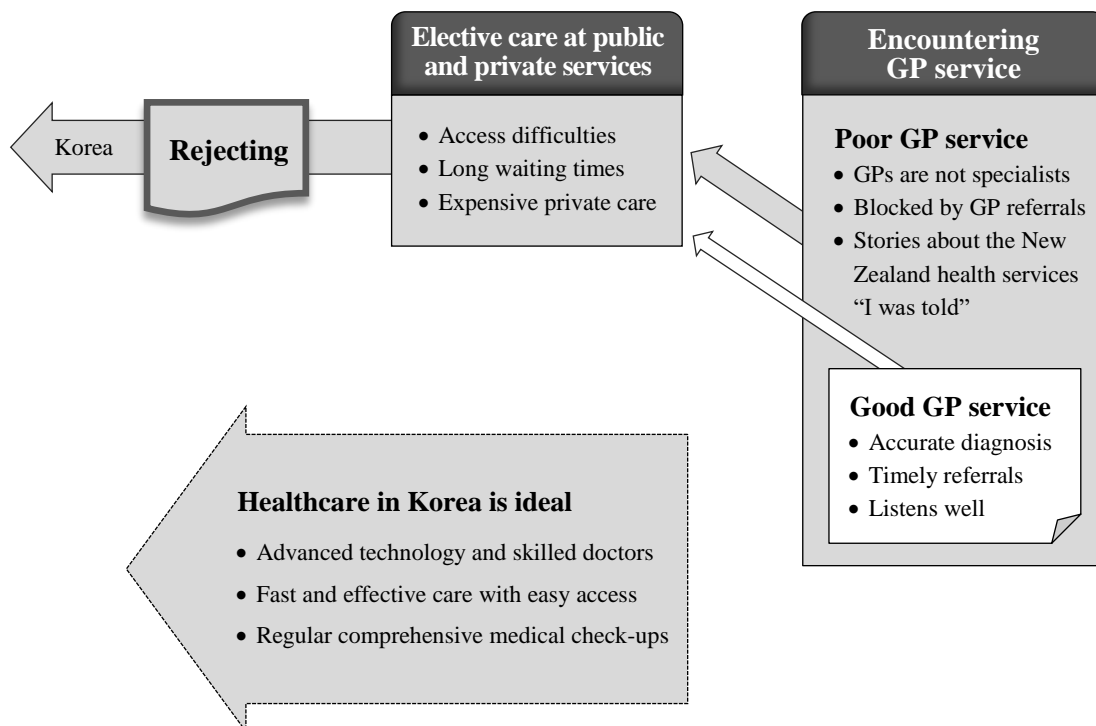 Elective care at public
and private services
• Access difficulties
• Long waiting times
• Expensive private care
Encountering
GP service
Poor GP service
• GPs are not specialists
• Blocked by GP referrals
• Stories about the New
Zealand health services
“I was told”
Good GP service
• Accurate diagnosis
• Timely referrals
• Listens well
Korea
Rejecting
Healthcare in Korea is ideal
• Advanced technology and skilled doctors
• Fast and effective care with easy access
• Regular comprehensive medical check-ups